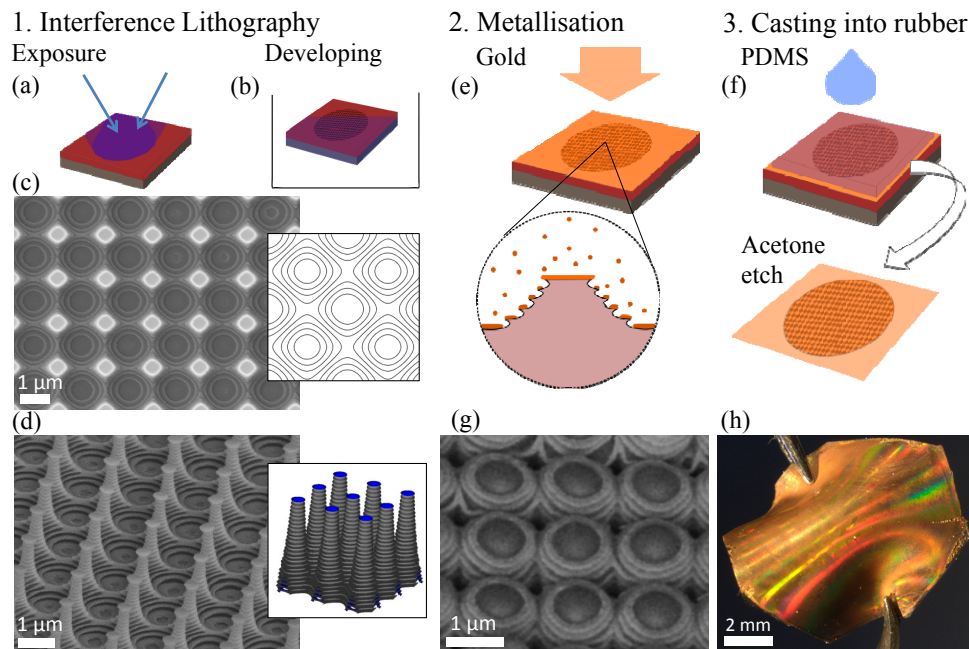 1. Interference Lithography
Exposure
Developing
(a)
(b)
(c)
1 μm
(d)
1 μm
2. Metallisation
Gold
(e)
(g)
1 μm
3. Casting into rubber
PDMS
(f)
Acetone
etch
(h)
2 mm